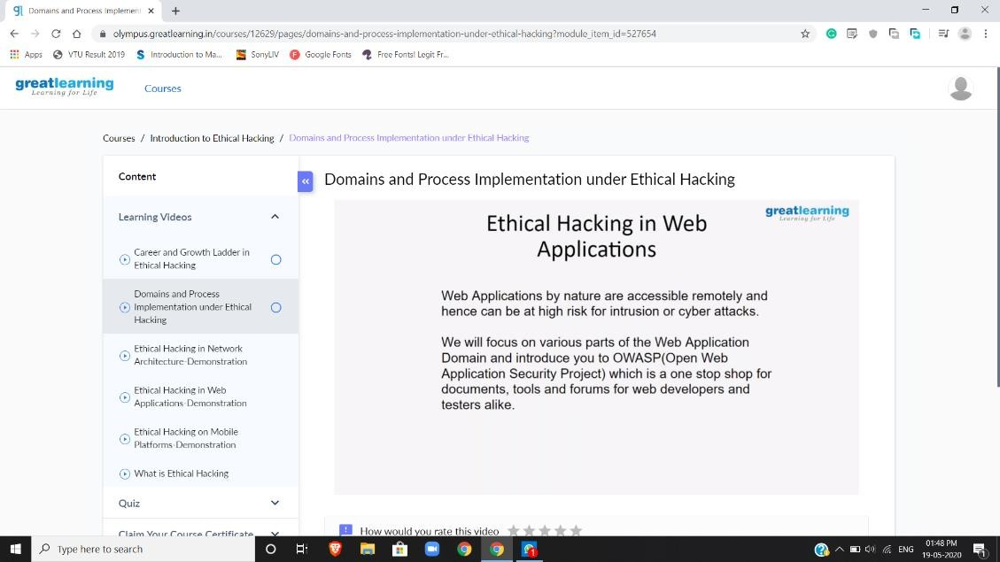 Domains and Process Implement
olympus.greatlearning.in/courses/12629/pages/domains-and-process-implementation-under-ethical-hacking?module_item_id=527654
Apps
VTU Result 2019
Introduction to Ma...
SonyLIV
Google Fonts
Free Fonts! Legit Fr...
greatlearning
Learning for Life
Courses
Courses / Introduction to Ethical Hacking / Domains and Process Implementation under Ethical Hacking
Content
Learning Videos
Career and Growth Ladder in
Ethical Hacking
Domains and Process
Implementation under Ethical
Hacking
Ethical Hacking in Network
Architecture-Demonstration
Ethical Hacking in Web
Applications-Demonstration
Ethical Hacking on Mobile
Platforms-Demonstration
What is Ethical Hacking
Quiz
Claim Your Course Certificate
Domains and Process Implementation under Ethical Hacking
greatlearning
Learning for Life
Ethical Hacking in Web
Applications
Web Applications by nature are accessible remotely and
hence can be at high risk for intrusion or cyber attacks.
We will focus on various parts of the Web Application
Domain and introduce you to OWASP(Open Web
Application Security Project) which is a one stop shop for
documents, tools and forums for web developers and
testers alike.
How would you rate this video
Type here to search
ENG
01:48 PM
19-05-2020